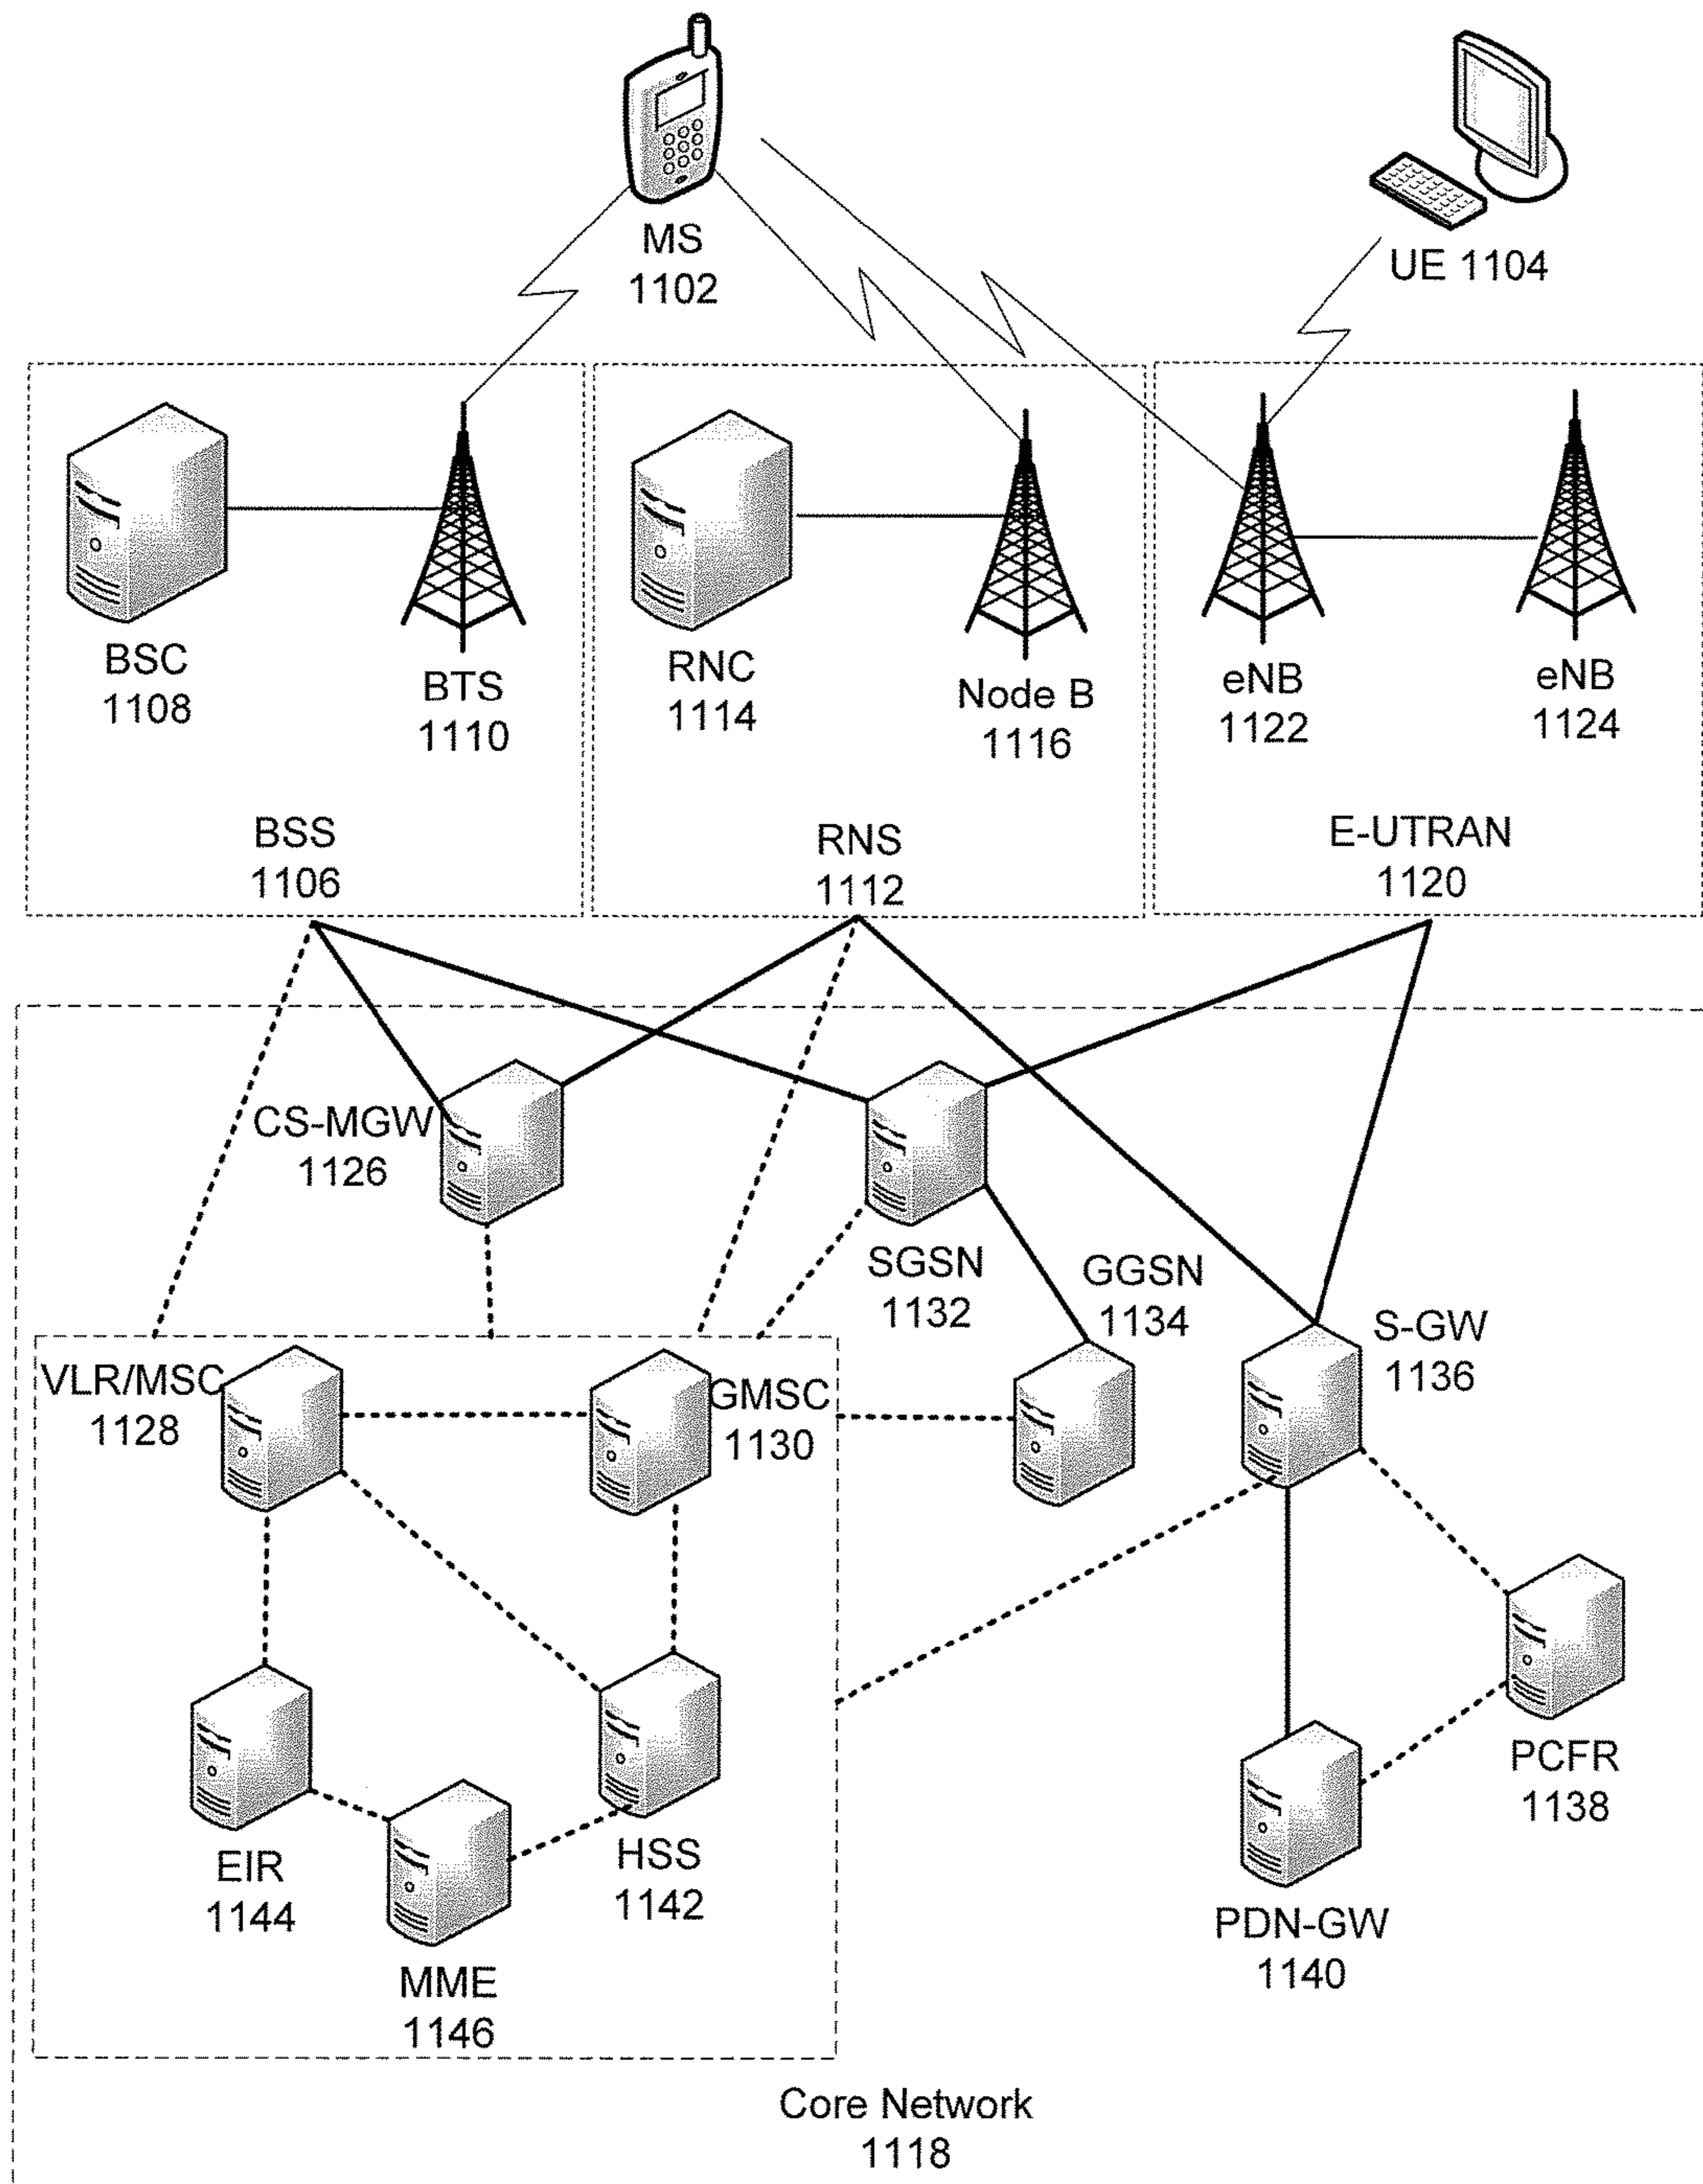 MS
1102
UE 1104
BSC
1108
BTS
1110
RNC
1114
Node B
1116
eNB
1122
eNB
1124
BSS
1106
RNS
1112
E-UTRAN
1120
CS-MGW
1126
SGSN
1132
GGSN
1134
S-GW
1136
VLR/MSC
1128
GMSC
1130
PCFR
1138
EIR
1144
HSS
1142
PDN-GW
1140
MME
1146
Core Network
1118